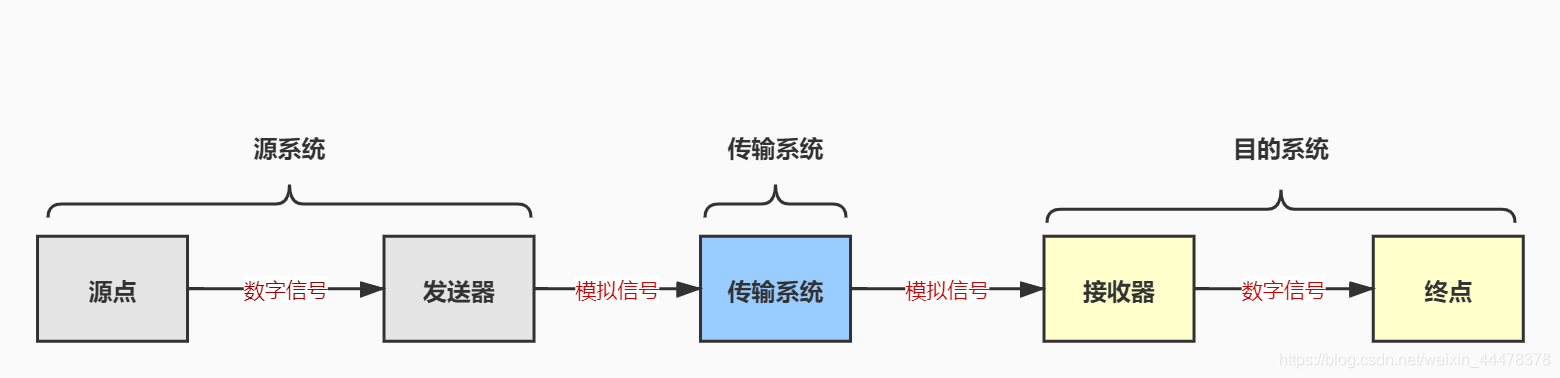 源系统
传输系统
目的系统
源点
数字信号
发送器
模拟信号
传输系统
模拟信号
接收器
数字信号
终点
https://blog.csdn.net/weixin_44478378